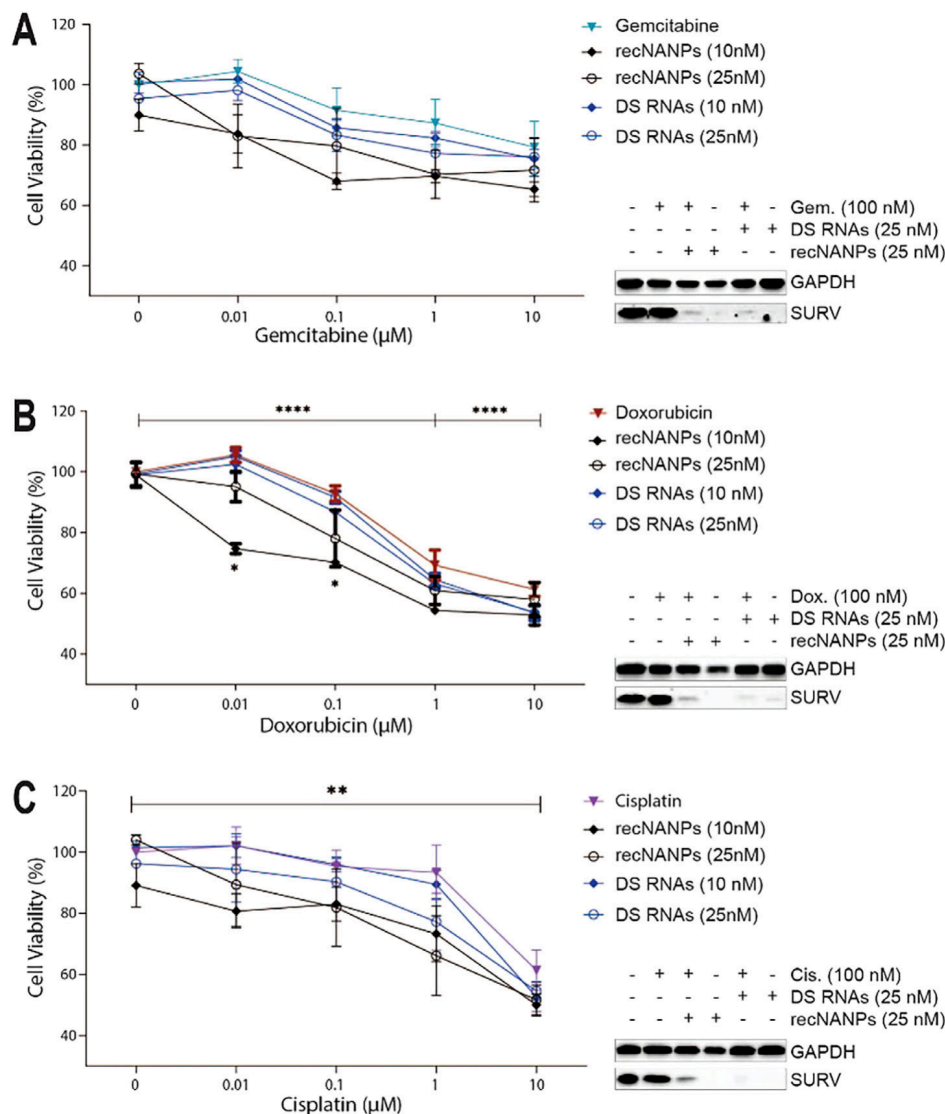 A
120
100
80
60
40
Cell Viability (%)
0 0.01 0.1 1 10
Gemcitabine (µM)
Gemcitabine
recNANPs (10nM)
recNANPs (25nM)
DS RNAs (10 nM)
DS RNAs (25nM)
- + + - + - Gem. (100 nM)
- - - - + + DS RNAs (25 nM)
- - + + - - recNANPs (25 nM)
GAPDH
SURV
B
120
100
80
60
40
Cell Viability (%)
**** ****
* *
0 0.01 0.1 1 10
Doxorubicin (µM)
Doxorubicin
recNANPs (10nM)
recNANPs (25nM)
DS RNAs (10 nM)
DS RNAs (25nM)
- + + - + - Dox. (100 nM)
- - - - + + DS RNAs (25 nM)
- - + + - - recNANPs (25 nM)
GAPDH
SURV
C
120
100
80
60
40
Cell Viability (%)
**
0 0.01 0.1 1 10
Cisplatin (µM)
Cisplatin
recNANPs (10nM)
recNANPs (25nM)
DS RNAs (10 nM)
DS RNAs (25nM)
- + + - + - Cis. (100 nM)
- - - - + + DS RNAs (25 nM)
- - + + - - recNANPs (25 nM)
GAPDH
SURV